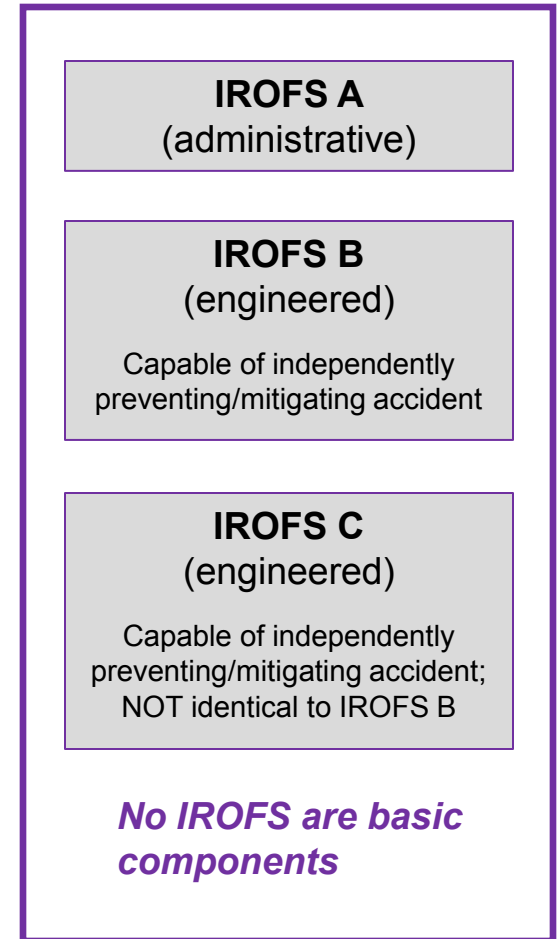 IROFS A
(administrative)
IROFS B
(engineered)
Capable of independently
preventing/mitigating accident
IROFS C
(engineered)
Capable of independently
preventing/mitigating accident;
NOT identical to IROFS B
No IROFS are basic
components